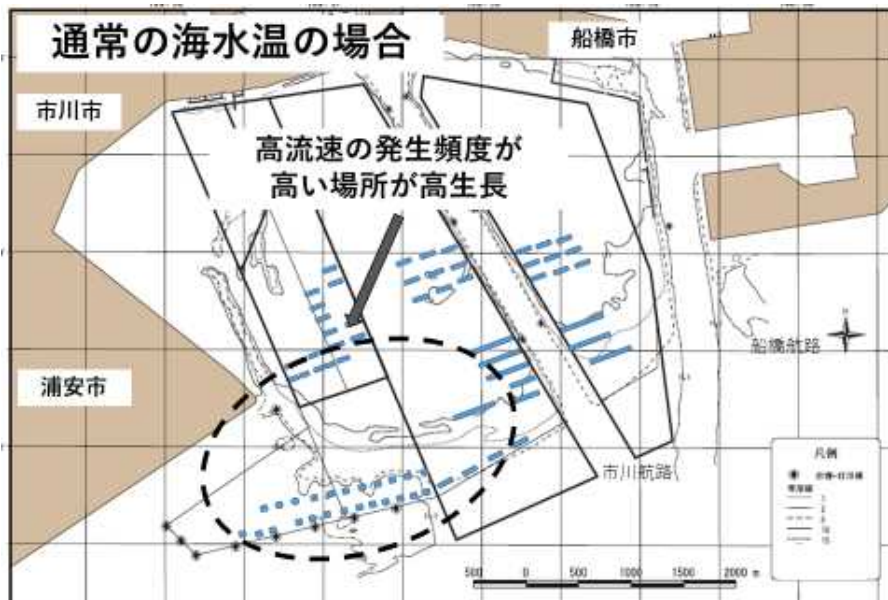 通常の海水温の場合
船橋市
市川市
高流速の発生頻度が
高い場所が高生長
船橋航路
浦安市
凡例
市川航路
500 0 500 1000 1500 2000 m